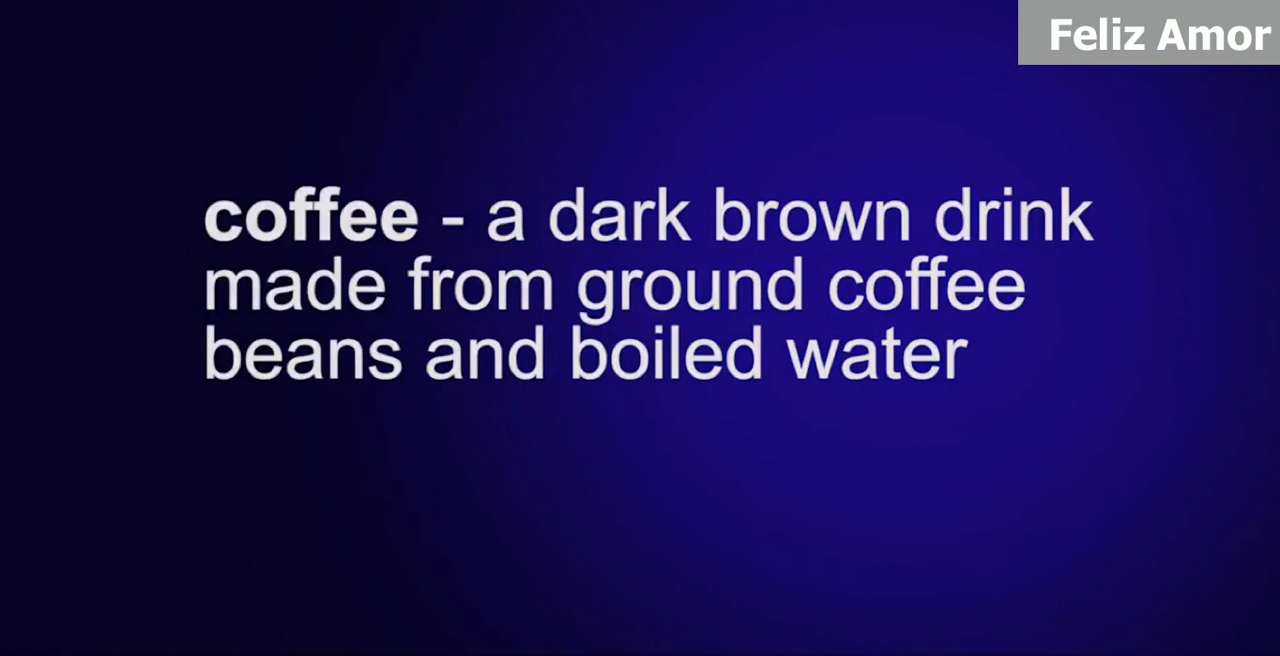 Feliz Amor
coffee - a dark brown drink
made from ground coffee
beans and boiled water